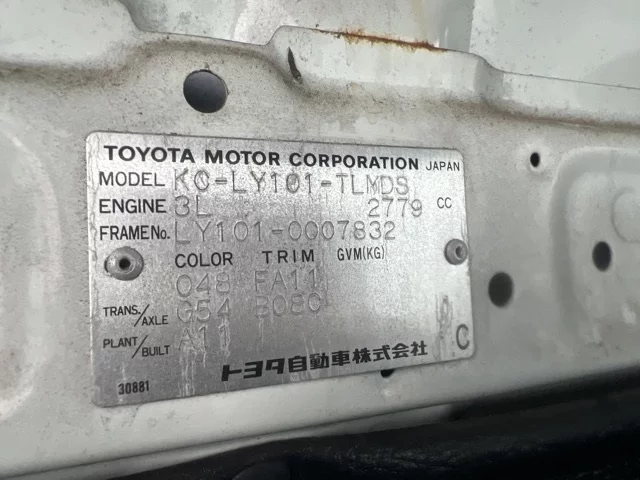 TOYOTA MOTOR CORPORATION JAPAN
MODEL KC-LY101-TLMDS
ENGINE 3L 2779 CC
FRAME No. LY101-0007832
COLOR TRIM GVM(KG)
048 FA11
TRANS./AXLE G54 B08C
PLANT/BUILT A11
C
トヨタ自動車株式会社
30881